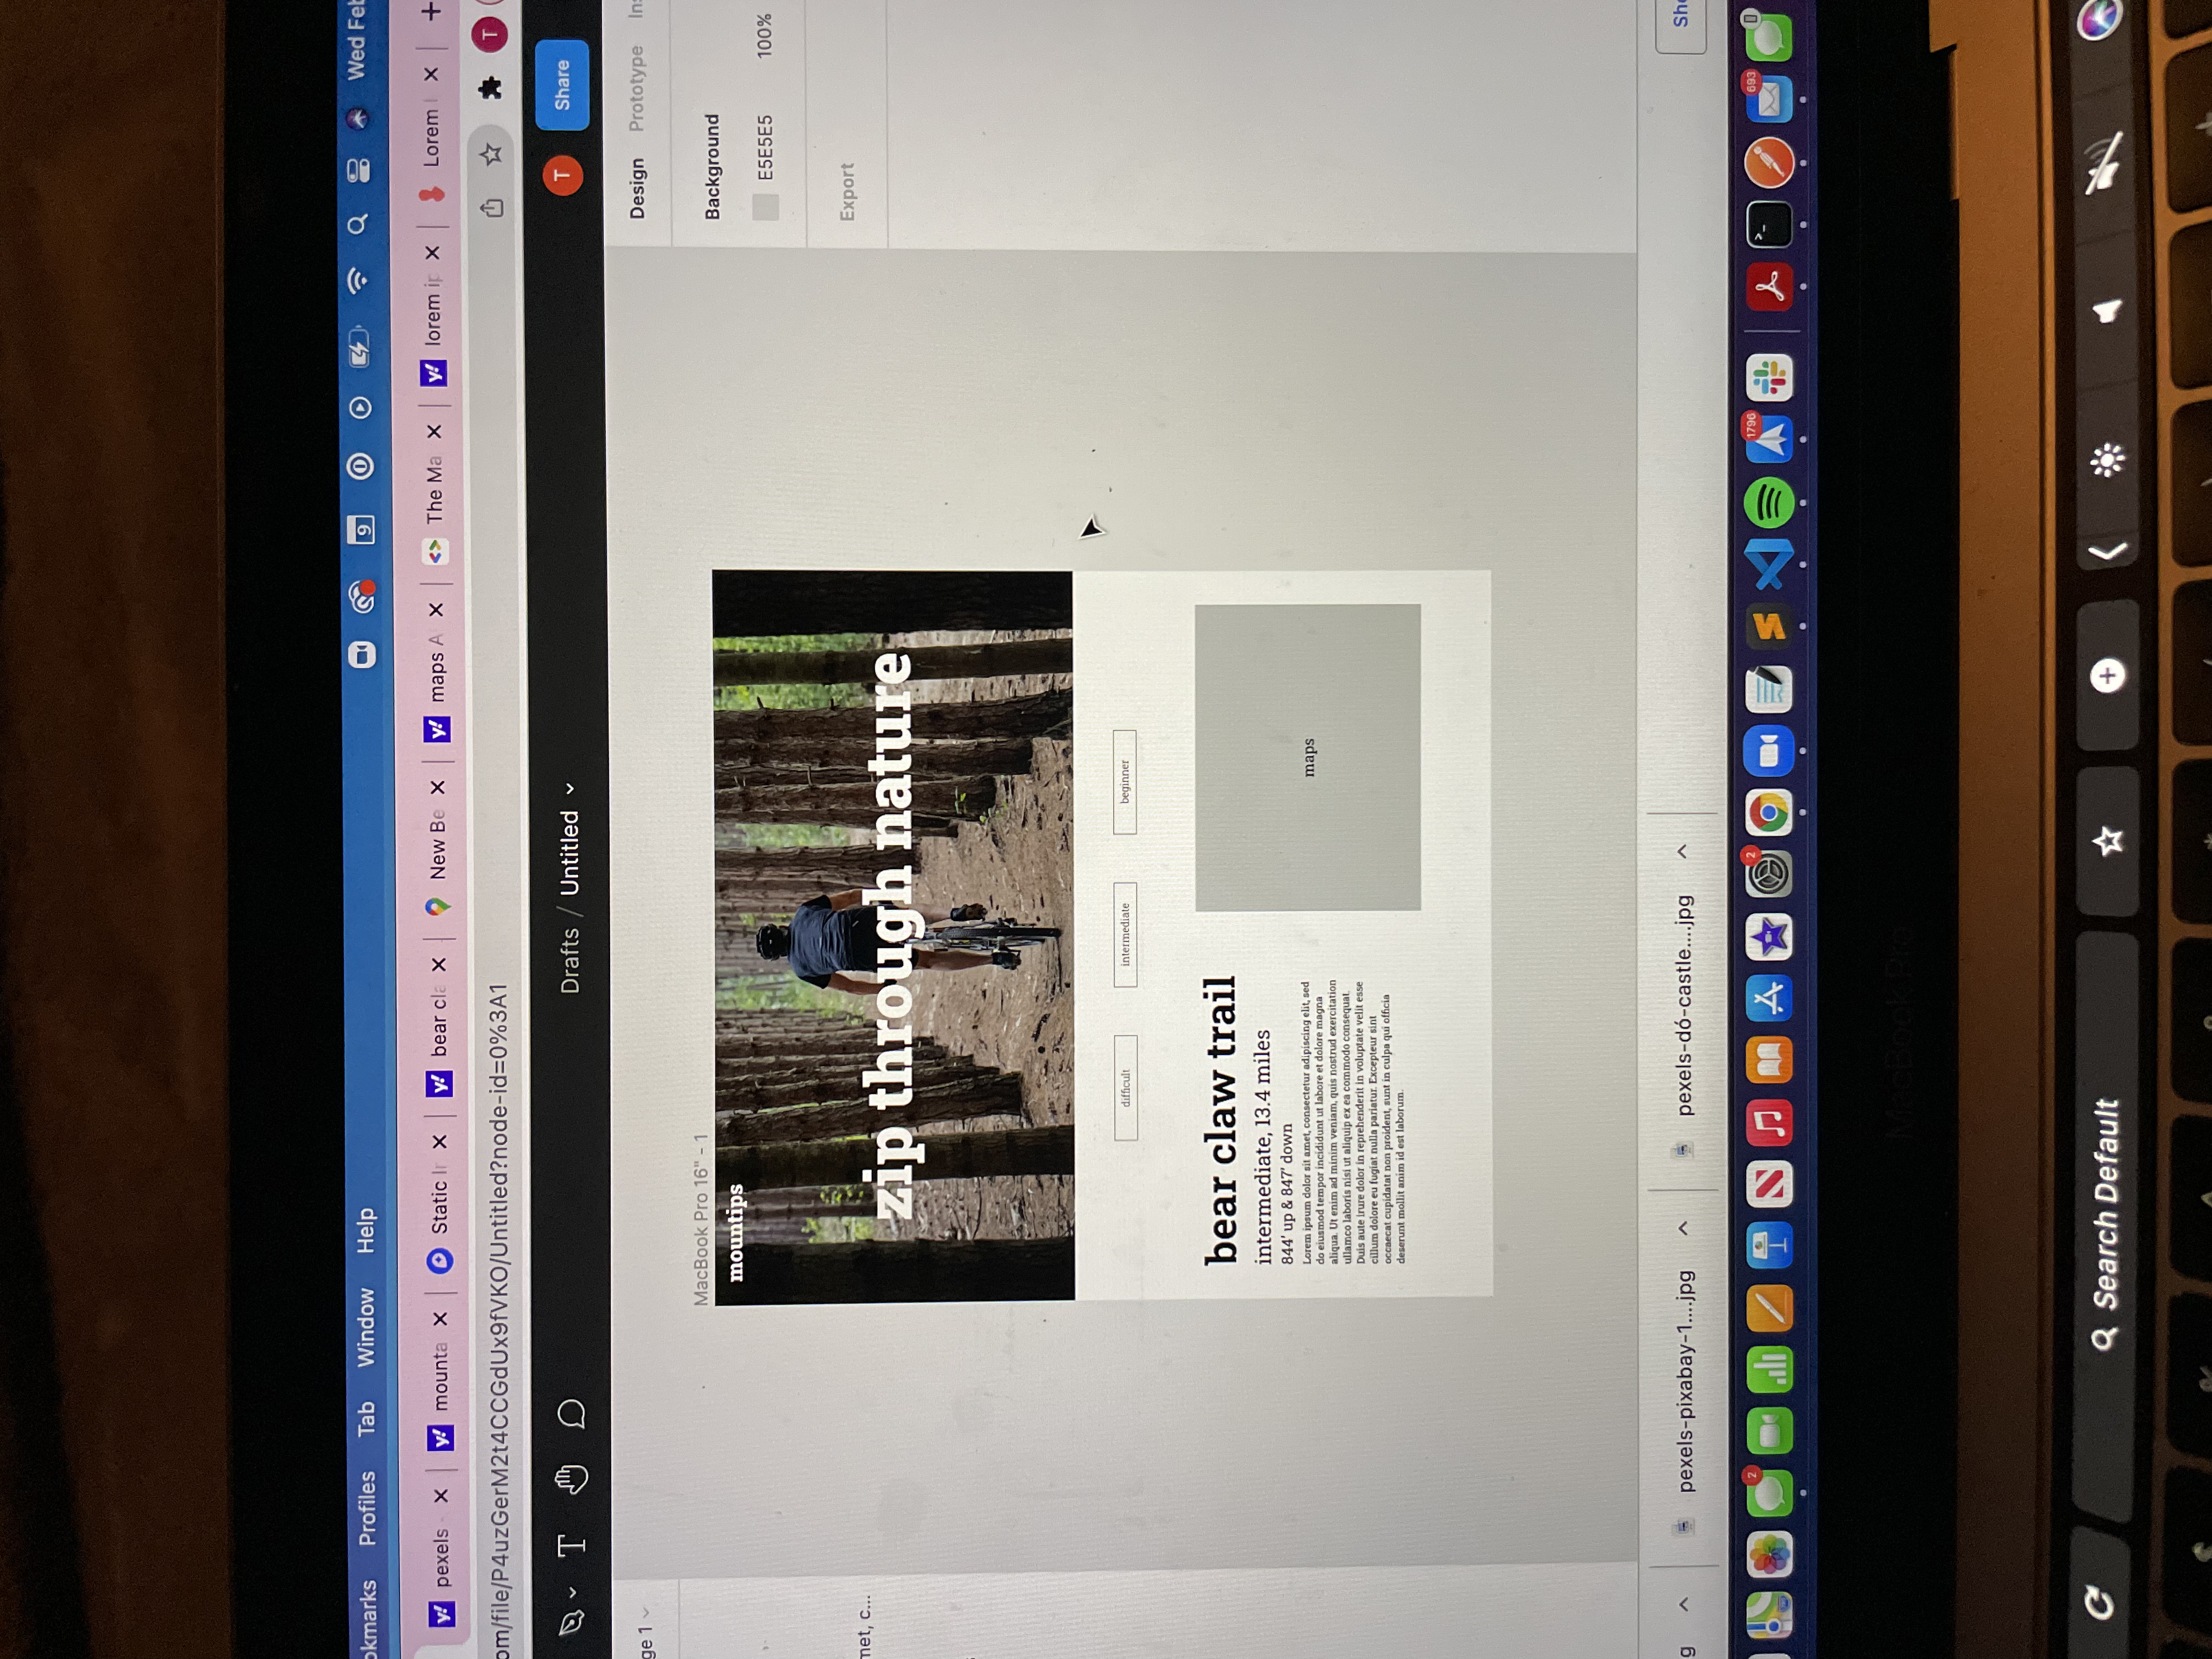 okmarks Profiles Tab Window Help 9 Wed Feb
y! pexels y! mounta Static In y! bear cla New Be y! maps A The Ma y! lorem ip Lorem
om/file/P4uzGerM2t4CCGdUx9fVKO/Untitled?node-id=0%3A1 T
T Drafts / Untitled T Share
ge 1
Design Prototype Ins
met, c...
Background
E5E5E5 100%
Export
MacBook Pro 16" - 1
mountips
zip through nature
difficult intermediate beginner
bear claw trail
intermediate, 13.4 miles
844' up & 847' down
Lorem ipsum dolor sit amet, consectetur adipiscing elit, sed
do eiusmod tempor incididunt ut labore et dolore magna
aliqua. Ut enim ad minim veniam, quis nostrud exercitation
ullamco laboris nisi ut aliquip ex ea commodo consequat.
Duis aute irure dolor in reprehenderit in voluptate velit esse
cillum dolore eu fugiat nulla pariatur. Excepteur sint
occaecat cupidatat non proident, sunt in culpa qui officia
deserunt mollit anim id est laborum.
maps
g pexels-pixabay-1....jpg pexels-dó-castle....jpg Sho
2 2 1796 693
MacBook Pro
Search Default